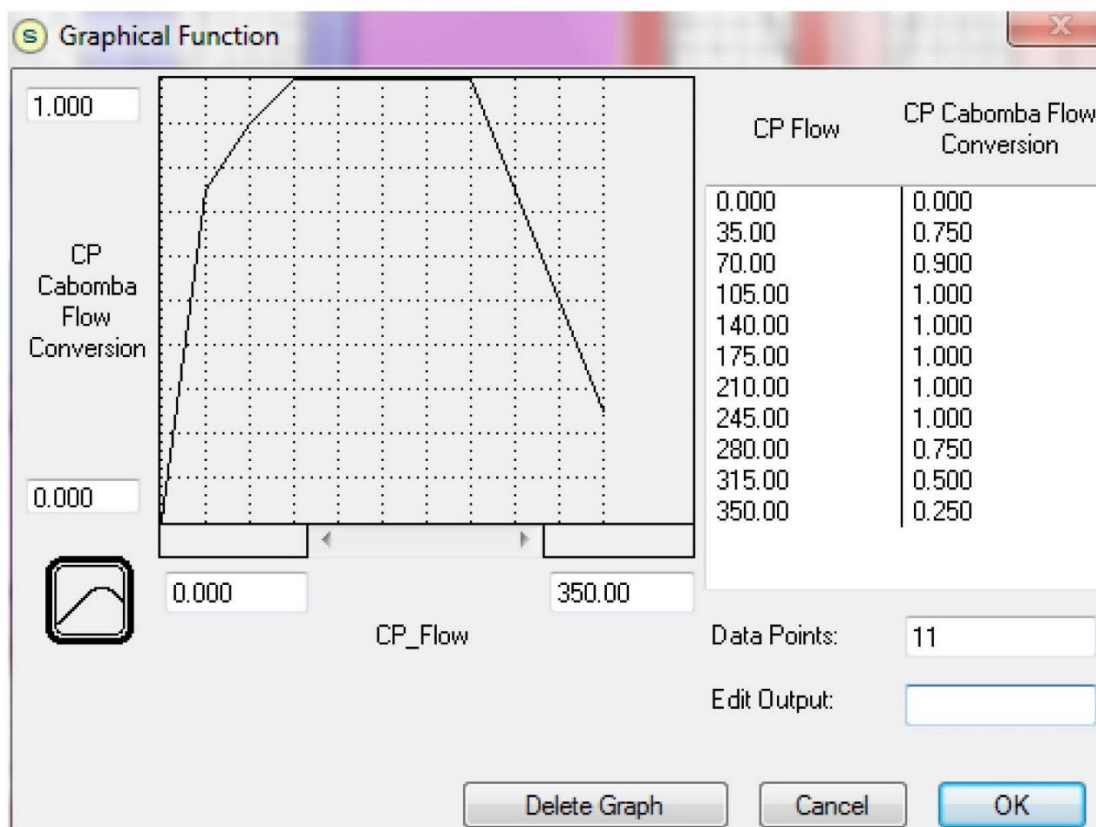 S Graphical Function X
1.000
CP
Cabomba
Flow
Conversion
0.000
0.000 350.00
CP_Flow
CP Flow CP Cabomba Flow
Conversion
0.000 0.000
35.00 0.750
70.00 0.900
105.00 1.000
140.00 1.000
175.00 1.000
210.00 1.000
245.00 1.000
280.00 0.750
315.00 0.500
350.00 0.250
Data Points: 11
Edit Output:
Delete Graph Cancel OK